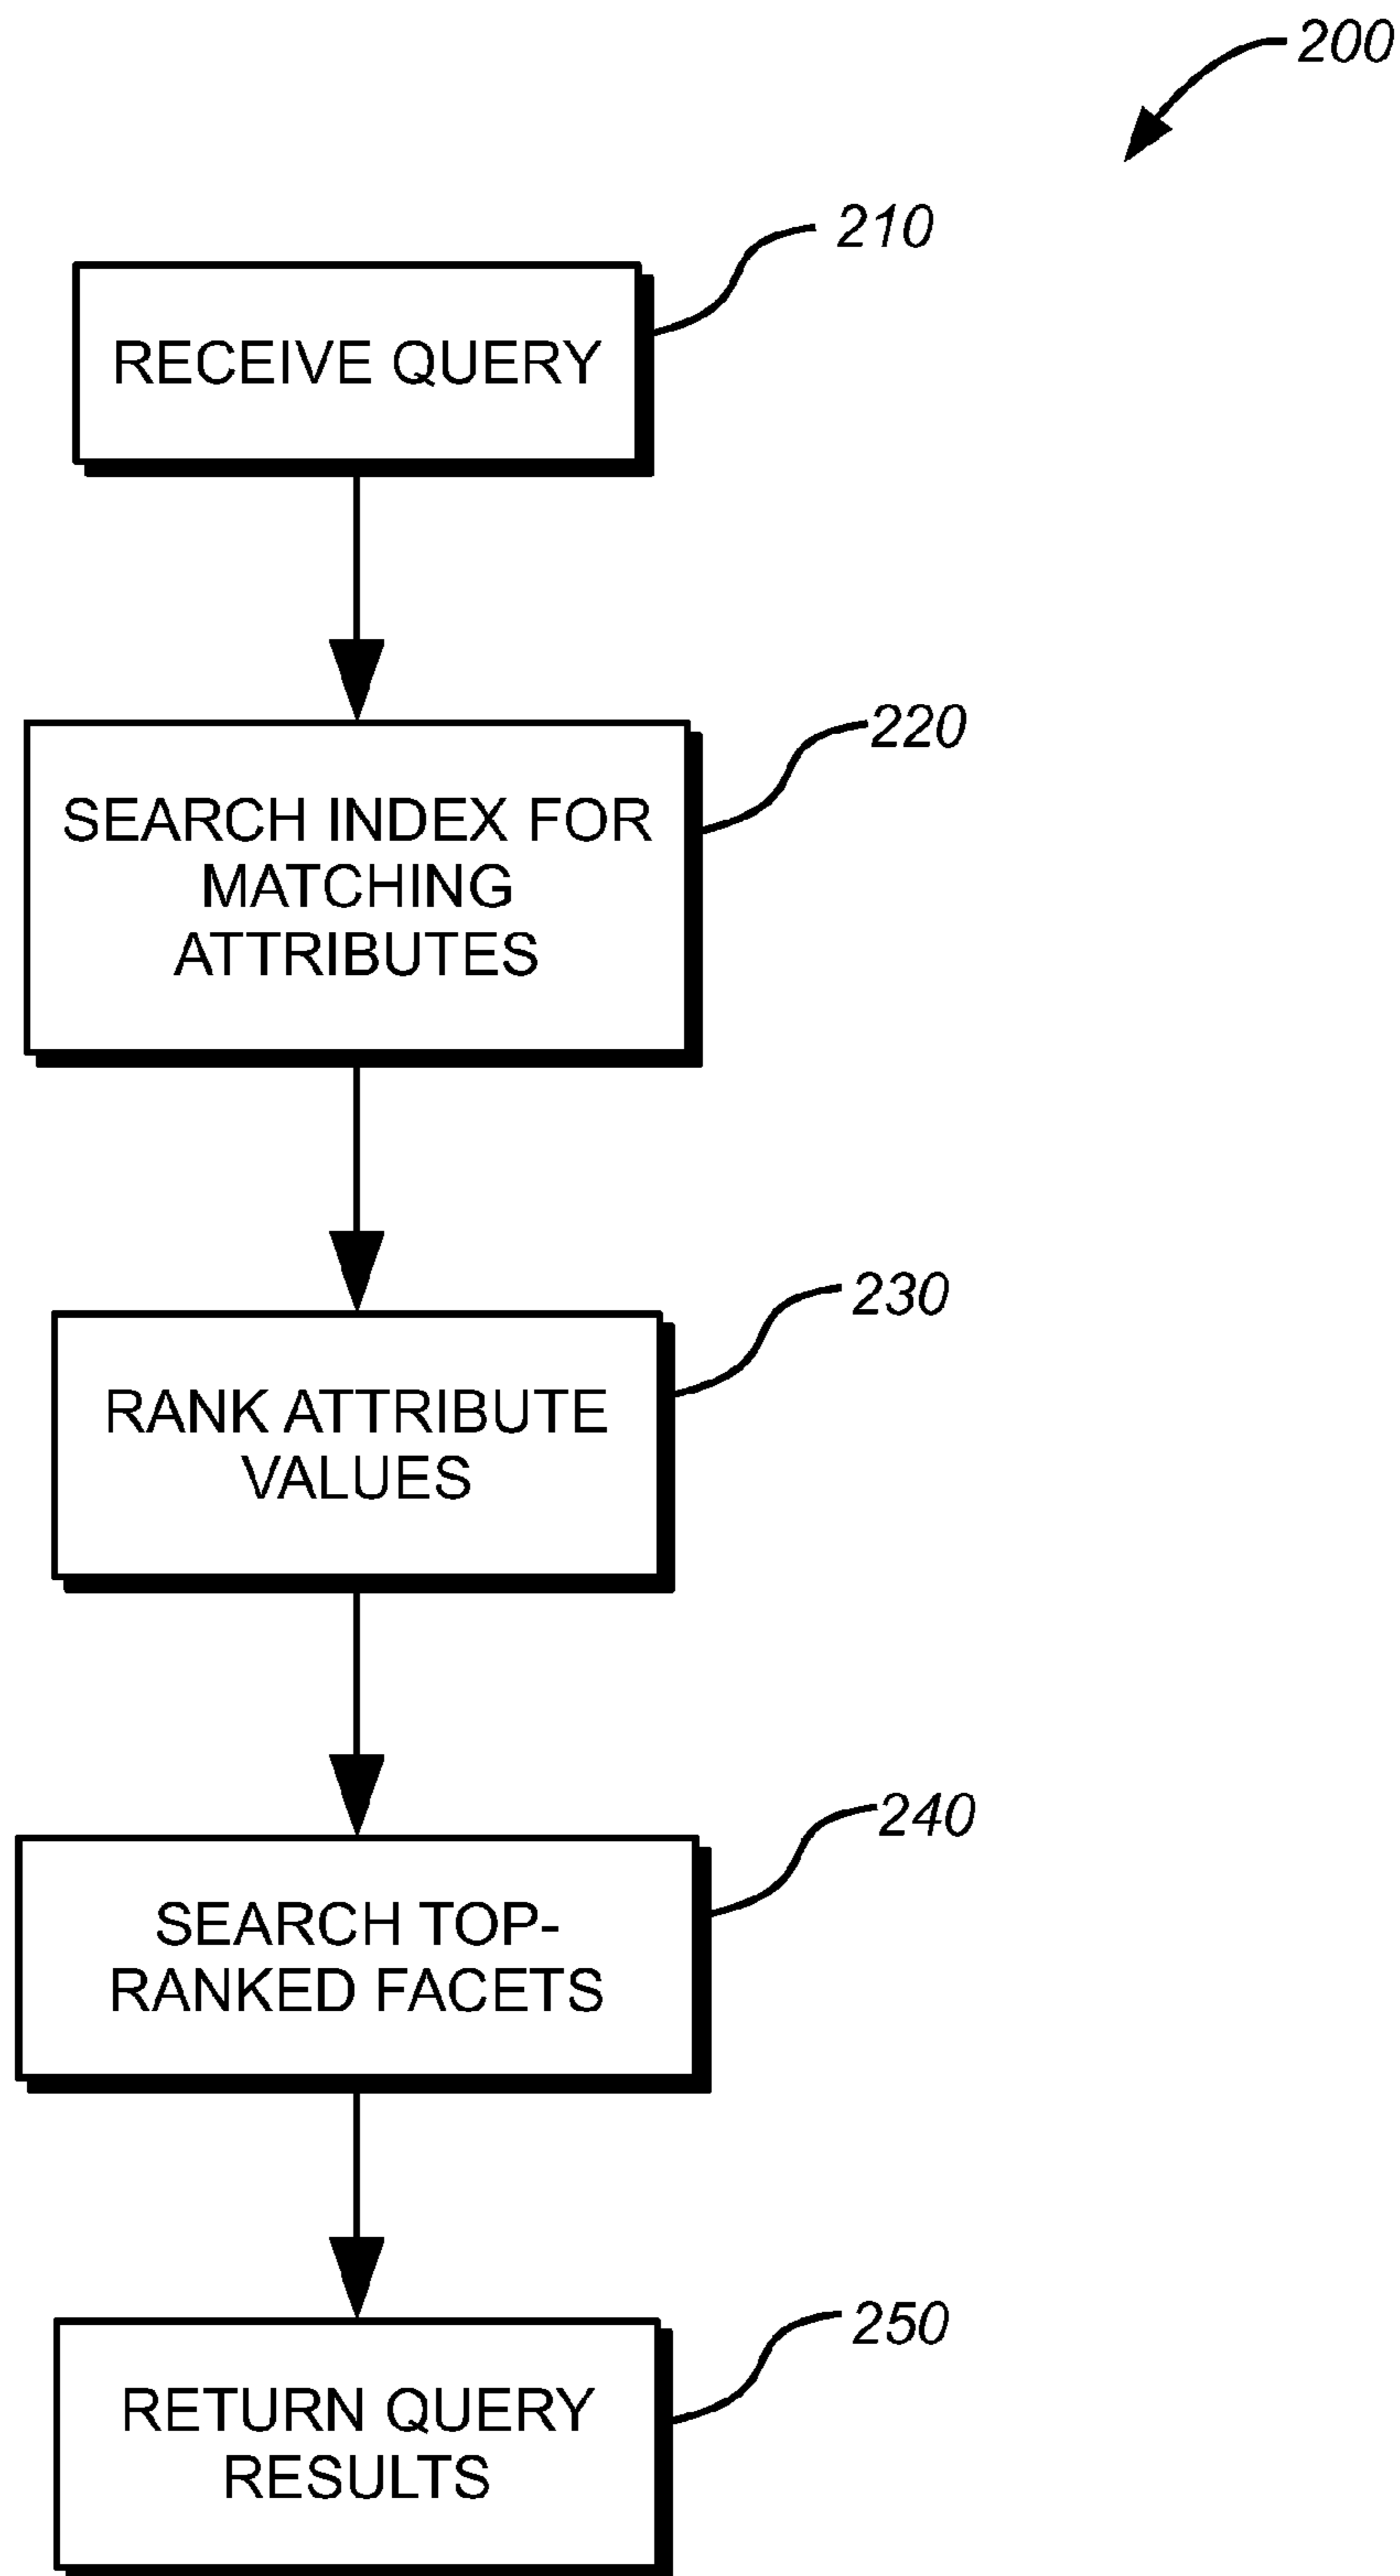 200
210
RECEIVE QUERY
220
SEARCH INDEX FOR
MATCHING
ATTRIBUTES
230
RANK ATTRIBUTE
VALUES
240
SEARCH TOP-
RANKED FACETS
250
RETURN QUERY
RESULTS